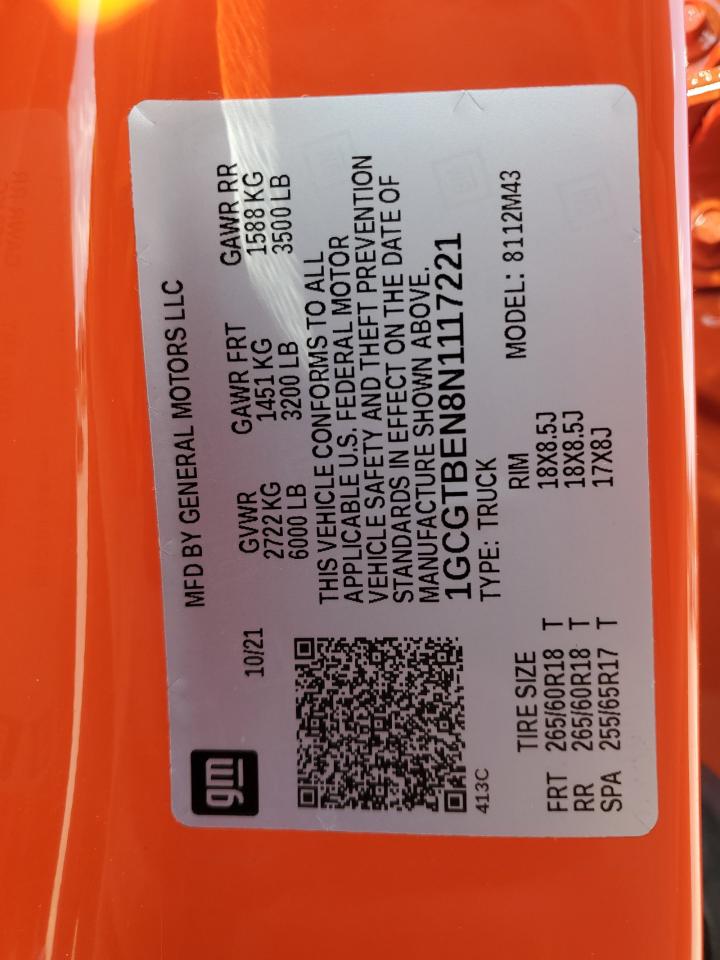 gm
10/21
MFD BY GENERAL MOTORS LLC
GVWR GAWR FRT GAWR RR
2722 KG 1451 KG 1588 KG
6000 LB 3200 LB 3500 LB
THIS VEHICLE CONFORMS TO ALL
APPLICABLE U.S. FEDERAL MOTOR
VEHICLE SAFETY AND THEFT PREVENTION
STANDARDS IN EFFECT ON THE DATE OF
MANUFACTURE SHOWN ABOVE.
1GCGTBEN8N1117221
413C
TYPE: TRUCK
MODEL: 8112M43
TIRE SIZE RIM
FRT 265/60R18 T 18X8.5J
RR 265/60R18 T 18X8.5J
SPA 255/65R17 T 17X8J